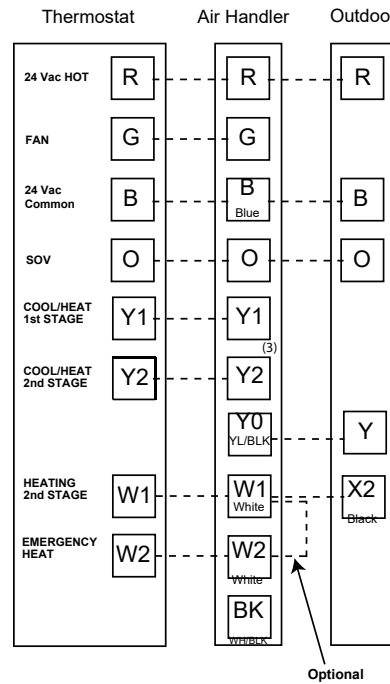 Thermostat Air Handler Outdoo
24 Vac HOT R R R
FAN G G
24 Vac
Common B B B
Blue
SOV O O O
COOL/HEAT
1st STAGE Y1 Y1
(3)
COOL/HEAT
2nd STAGE Y2 Y2
Y0 Y
YL/BLK
HEATING
2nd STAGE W1 W1 X2
White Black
EMERGENCY
HEAT W2 W2
White
BK
WH/BLK
Optional